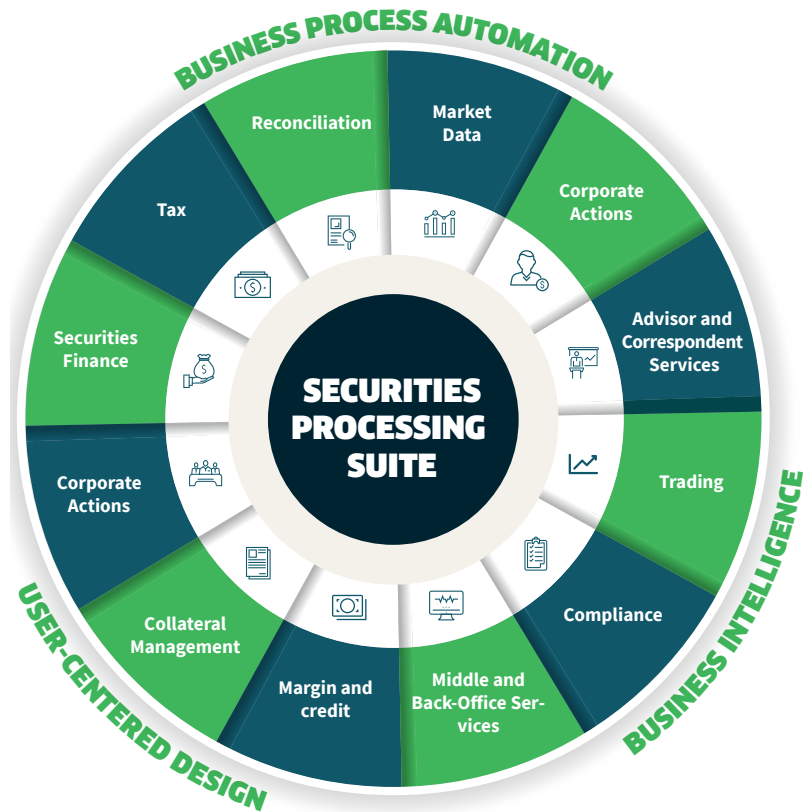 BUSINESS PROCESS AUTOMATION
Reconciliation
Market
Data
Corporate
Actions
Advisor and
Correspondent
Services
Trading
Compliance
Middle and
Back-Office Ser-
vices
Margin and
credit
Collateral
Management
Corporate
Actions
Securities
Finance
Tax
SECURITIES
PROCESSING
SUITE
BUSINESS INTELLIGENCE
USER-CENTERED DESIGN